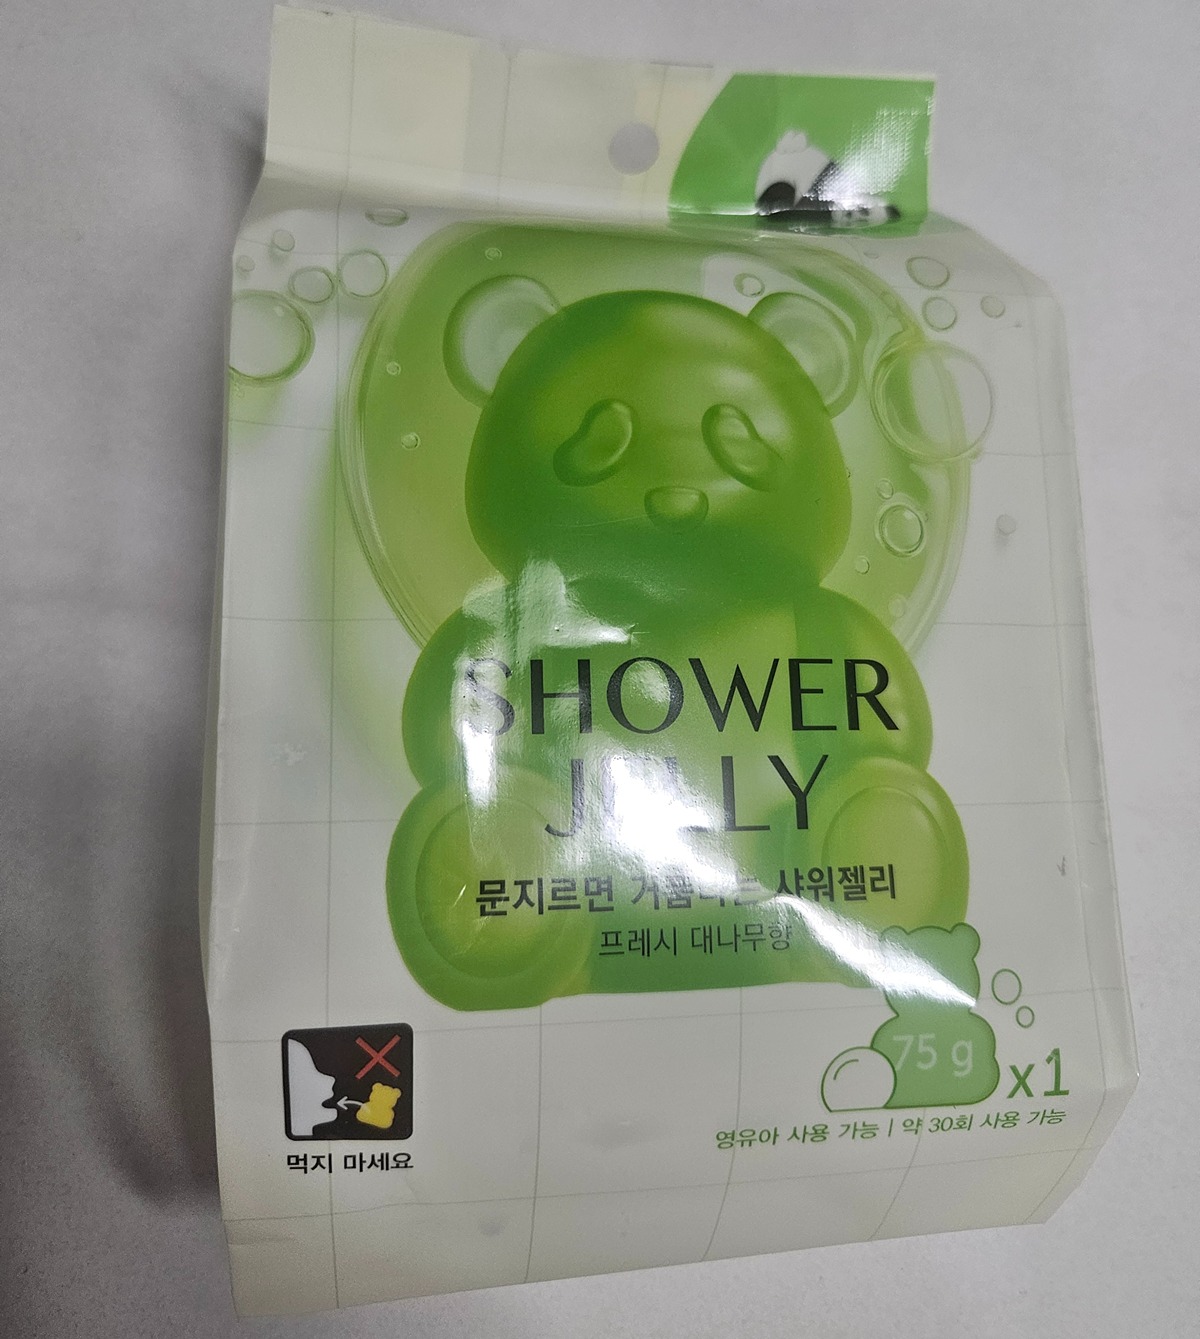 SHOWER
JELLY
문지르면 거품나는 샤워젤리
프레시 대나무향
75 g
x1
영유아 사용 가능 | 약 30회 사용 가능
먹지 마세요